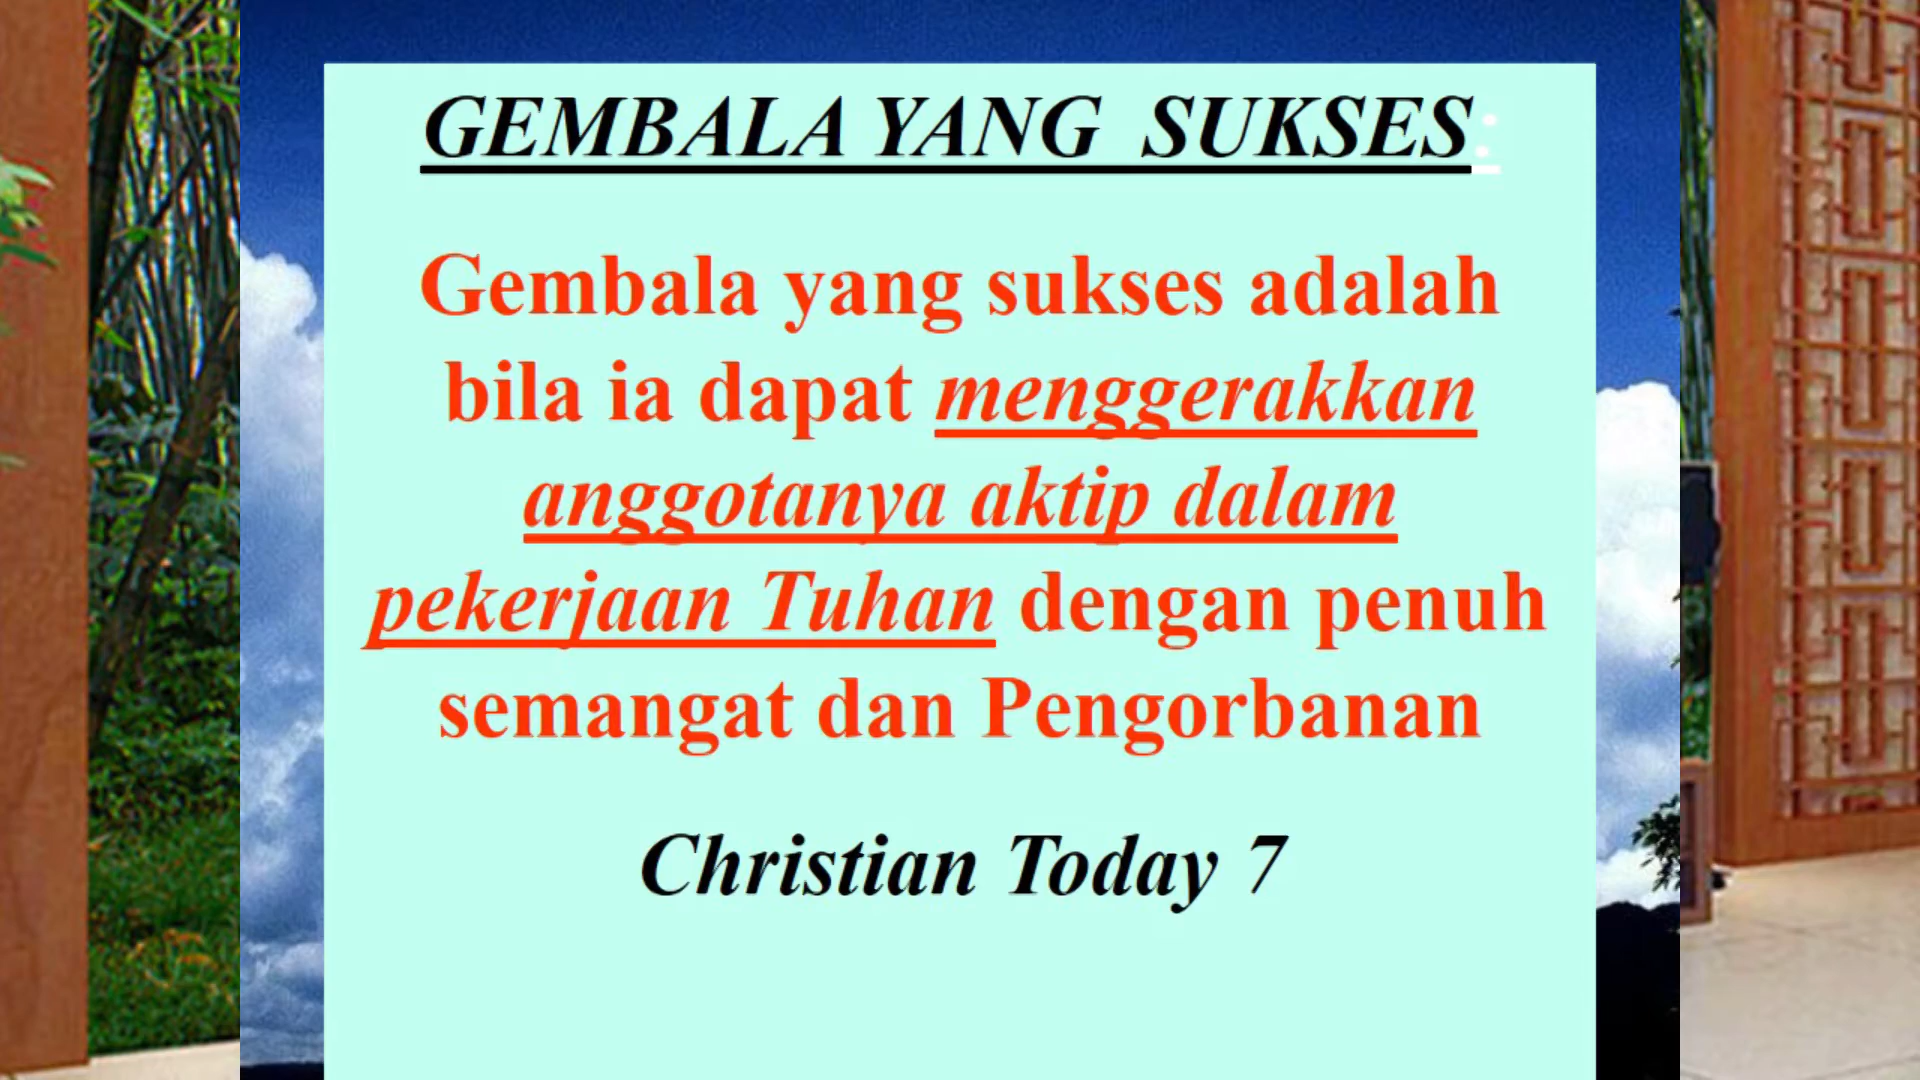 GEMBALA YANG SUKSES:
Gembala yang sukses adalah
bila ia dapat menggerakkan
anggotanya aktip dalam
pekerjaan Tuhan dengan penuh
semangat dan Pengorbanan
Christian Today 7